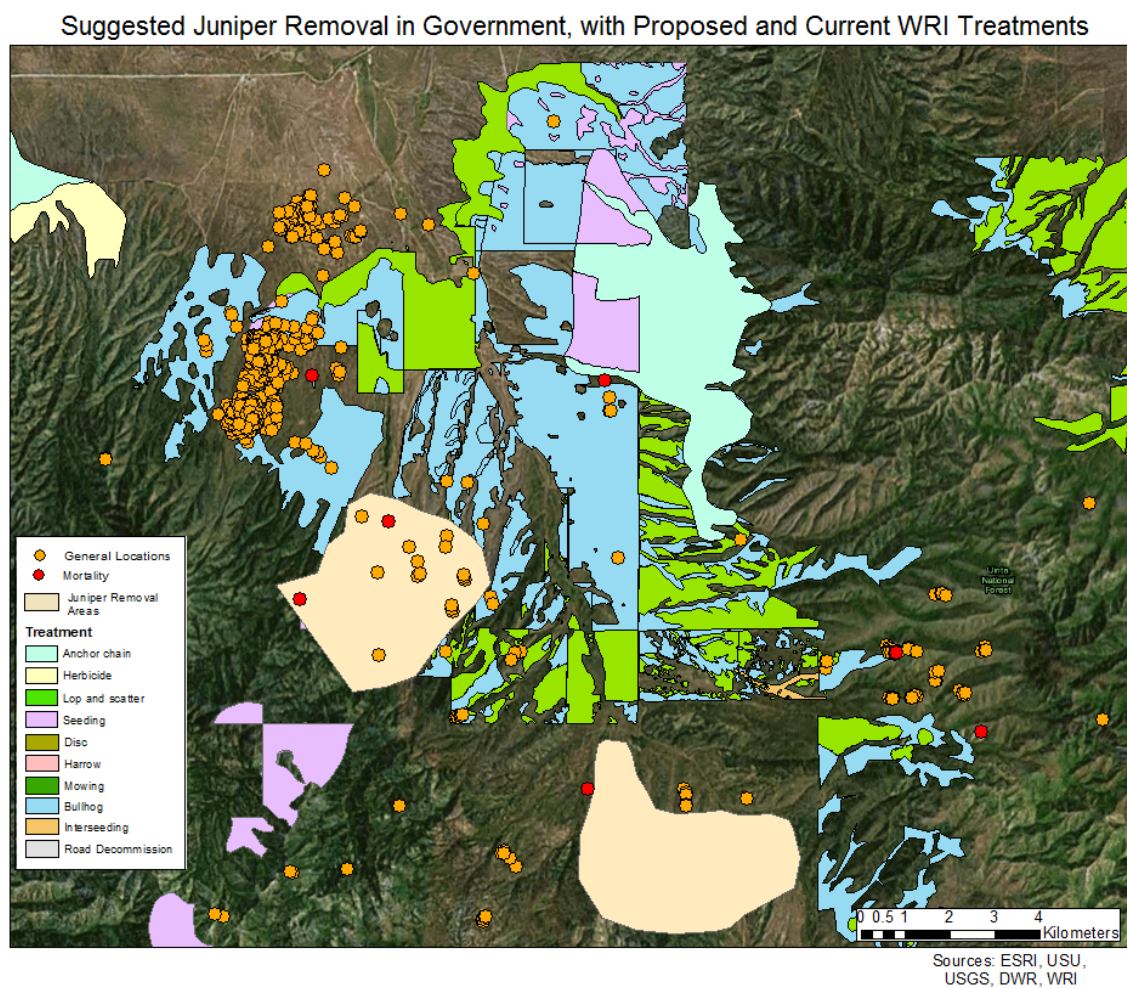 Suggested Juniper Removal in Government, with Proposed and Current WRI Treatments
Uinta
National
Forest
General Locations
Mortality
Juniper Removal
Areas
Treatment
Anchor chain
Herbicide
Lop and scatter
Seeding
Disc
Harrow
Mowing
Bullhog
Interseeding
Road Decommission
0 0.5 1 2 3 4
Kilometers
Sources: ESRI, USU,
USGS, DWR, WRI